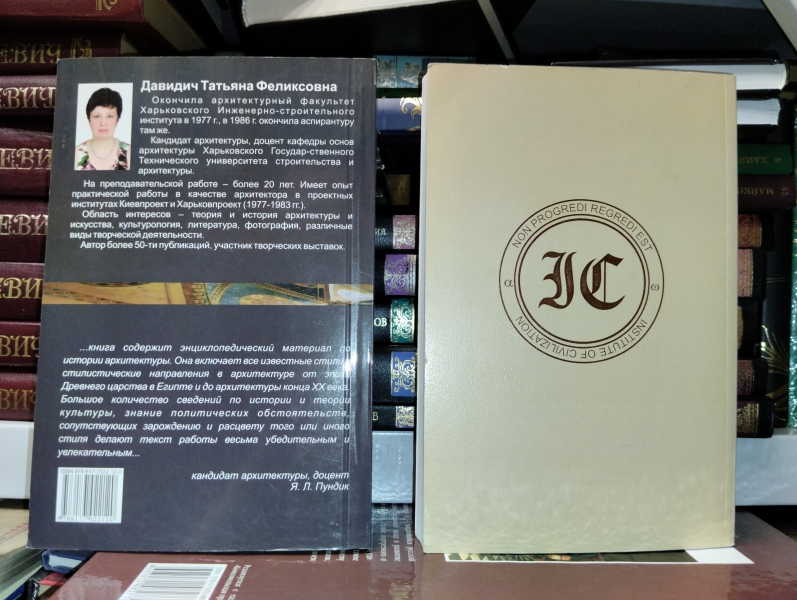 Давидич Татьяна Феликсовна
Окончила архитектурный факультет
Харьковского Инженерно-строительного
института в 1977 г., в 1986 г. окончила аспирантуру
там же.
Кандидат архитектуры, доцент кафедры основ
архитектуры Харьковского Государ-ственного
Технического университета строительства и
архитектуры.
На преподавательской работе – более 20 лет. Имеет опыт
практической работы в качестве архитектора в проектных
институтах Киевпроект и Харьковпроект (1977-1983 гг.).
Область интересов – теория и история архитектуры и
искусства, культурология, литература, фотография, различные
виды творческой деятельности.
Автор более 50-ти публикаций, участник творческих выставок.
...книга содержит энциклопедический материал по
истории архитектуры. Она включает все известные стили и
стилистические направления в архитектуре от эпохи
Древнего царства в Египте и до архитектуры конца XX века.
Большое количество сведений по истории и теории
культуры, знание политических обстоятельств,
сопутствующих зарождению и расцвету того или иного
стиля делают текст работы весьма убедительным и
увлекательным...
кандидат архитектуры, доцент
Я. Л. Пундик
ISBN
NON PROGREDI REGREDI EST
α
IC
ω
INSTITUTE OF CIVILIZATION